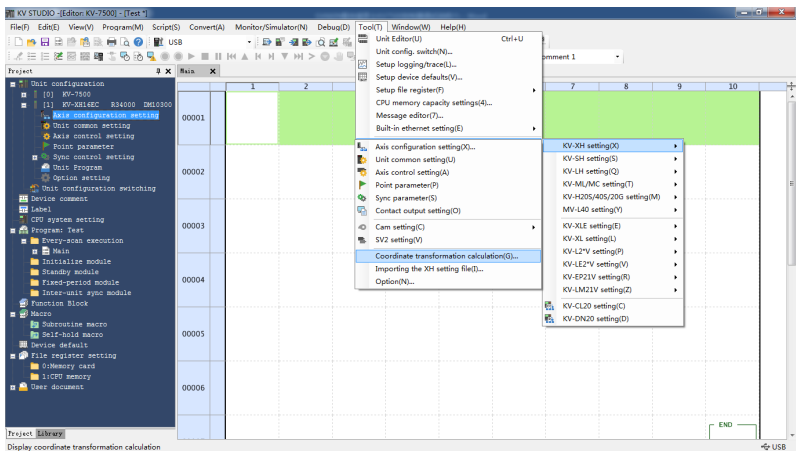 KV STUDIO -[Editor: KV-7500] - [Test *]
File(F) Edit(E) View(V) Program(M) Script(S) Convert(A) Monitor/Simulator(N) Debug(D) Tool(T) Window(W) Help(H)
USB
Project
Main
Unit configuration
[0] KV-7500
[1] KV-XH16EC R34000 DM10300
Axis configuration setting
Unit common setting
Axis control setting
Point parameter
Sync control setting
Unit Program
Option setting
Unit configuration switching
Device comment
Label
CPU system setting
Program: Test
Every-scan execution
Main
Initialize module
Standby module
Fixed-period module
Inter-unit sync module
Function Block
Macro
Subroutine macro
Self-hold macro
Device default
File register setting
0:Memory card
1:CPU memory
User document
Project Library
Display coordinate transformation calculation
USB
1 2 7 8 9 10
00001
00002
00003
00004
00005
00006
END
omment 1
Unit Editor(U) Ctrl+U
Unit config. switch(N)...
Setup logging/trace(L)...
Setup device defaults(V)...
Setup file register(F)
CPU memory capacity settings(4)...
Message editor(7)...
Built-in ethernet setting(E)
Axis configuration setting(X)...
Unit common setting(U)
Axis control setting(A)
Point parameter(P)
Sync parameter(S)
Contact output setting(O)
Cam setting(C)
SV2 setting(V)
Coordinate transformation calculation(G)...
Importing the XH setting file(I)...
Option(N)...
KV-XH setting(X)
KV-SH setting(S)
KV-LH setting(Q)
KV-ML/MC setting(T)
KV-H20S/40S/20G setting(M)
MV-L40 setting(Y)
KV-XLE setting(E)
KV-XL setting(L)
KV-L2*V setting(P)
KV-LE2*V setting(V)
KV-EP21V setting(R)
KV-LM21V setting(Z)
KV-CL20 setting(C)
KV-DN20 setting(D)